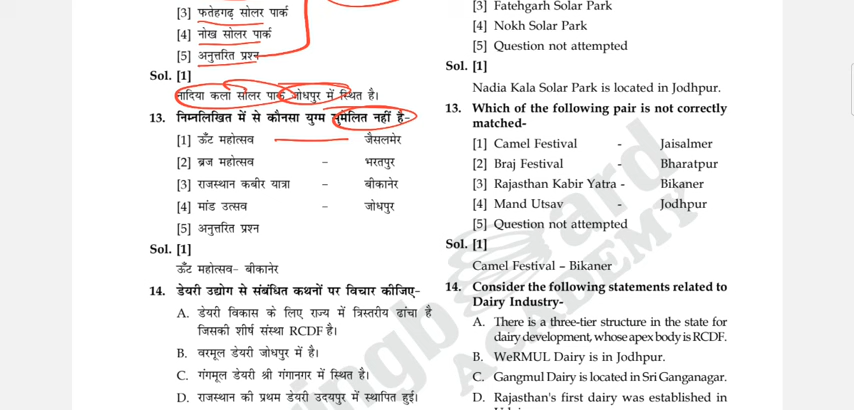 [3] फतेहगढ़ सोलर पार्क
[4] नोख सोलर पार्क
[5] अनुत्तरित प्रश्न
Sol. [1]
नादिया कला सोलर पार्क जोधपुर में स्थित है।
13. निम्नलिखित में से कौनसा युग्म सुमेलित नहीं है-
[1] ऊँट महोत्सव जैसलमेर
[2] ब्रज महोत्सव – भरतपुर
[3] राजस्थान कबीर यात्रा – बीकानेर
[4] मांड उत्सव – जोधपुर
[5] अनुत्तरित प्रश्न
Sol. [1]
ऊँट महोत्सव- बीकानेर
14. डेयरी उद्योग से संबंधित कथनों पर विचार कीजिए-
A. डेयरी विकास के लिए राज्य में त्रिस्तरीय ढांचा है
जिसकी शीर्ष संस्था RCDF है।
B. वरमूल डेयरी जोधपुर में है।
C. गंगमूल डेयरी श्री गंगानगर में स्थित है।
D. राजस्थान की प्रथम डेयरी उदयपुर में स्थापित हुई।
[3] Fatehgarh Solar Park
[4] Nokh Solar Park
[5] Question not attempted
Sol. [1]
Nadia Kala Solar Park is located in Jodhpur.
13. Which of the following pair is not correctly
matched-
[1] Camel Festival - Jaisalmer
[2] Braj Festival - Bharatpur
[3] Rajasthan Kabir Yatra - Bikaner
[4] Mand Utsav - Jodhpur
[5] Question not attempted
Sol. [1]
Camel Festival – Bikaner
14. Consider the following statements related to
Dairy Industry-
A. There is a three-tier structure in the state for
dairy development, whose apex body is RCDF.
B. WeRMUL Dairy is in Jodhpur.
C. Gangmul Dairy is located in Sri Ganganagar.
D. Rajasthan's first dairy was established in
ACADEMY